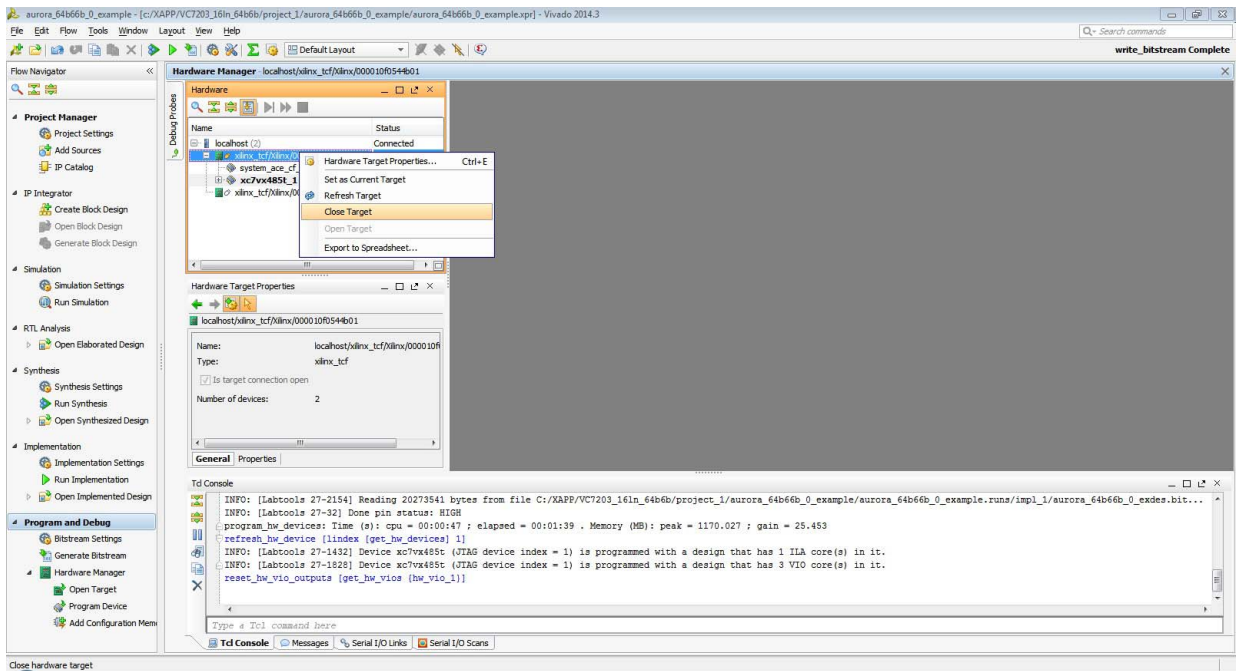 aurora_64b66b_0_example - [c:/XAPP/VC7203_16ln_64b6b/project_1/aurora_64b66b_0_example/aurora_64b66b_0_example.xpr] - Vivado 2014.3
File Edit Flow Tools Window Layout View Help
Search commands
Default Layout
write_bitstream Complete
Flow Navigator
Project Manager
Project Settings
Add Sources
IP Catalog
IP Integrator
Create Block Design
Open Block Design
Generate Block Design
Simulation
Simulation Settings
Run Simulation
RTL Analysis
Open Elaborated Design
Synthesis
Synthesis Settings
Run Synthesis
Open Synthesized Design
Implementation
Implementation Settings
Run Implementation
Open Implemented Design
Program and Debug
Bitstream Settings
Generate Bitstream
Hardware Manager
Open Target
Program Device
Add Configuration Mem
Hardware Manager - localhost/xilinx_tcf/Xilinx/000010f0544b01
Debug Probes
Hardware
Name Status
localhost (2) Connected
xilinx_tcf/Xilinx/00
system_ace_cf_
xc7vx485t_1
xilinx_tcf/Xilinx/00
Hardware Target Properties... Ctrl+E
Set as Current Target
Refresh Target
Close Target
Open Target
Export to Spreadsheet...
Hardware Target Properties
localhost/xilinx_tcf/Xilinx/000010f0544b01
Name: localhost/xilinx_tcf/Xilinx/000010f
Type: xilinx_tcf
Is target connection open
Number of devices: 2
General Properties
Tcl Console
INFO: [Labtools 27-2154] Reading 20273541 bytes from file C:/XAPP/VC7203_16ln_64b6b/project_1/aurora_64b66b_0_example/aurora_64b66b_0_example.runs/impl_1/aurora_64b66b_0_exdes.bit...
INFO: [Labtools 27-32] Done pin status: HIGH
program_hw_devices: Time (s): cpu = 00:00:47 ; elapsed = 00:01:39 . Memory (MB): peak = 1170.027 ; gain = 25.453
refresh_hw_device [lindex [get_hw_devices] 1]
INFO: [Labtools 27-1432] Device xc7vx485t (JTAG device index = 1) is programmed with a design that has 1 ILA core(s) in it.
INFO: [Labtools 27-1828] Device xc7vx485t (JTAG device index = 1) is programmed with a design that has 3 VIO core(s) in it.
reset_hw_vio_outputs [get_hw_vios {hw_vio_1}]
Type a Tcl command here
Tcl Console Messages Serial I/O Links Serial I/O Scans
Close hardware target